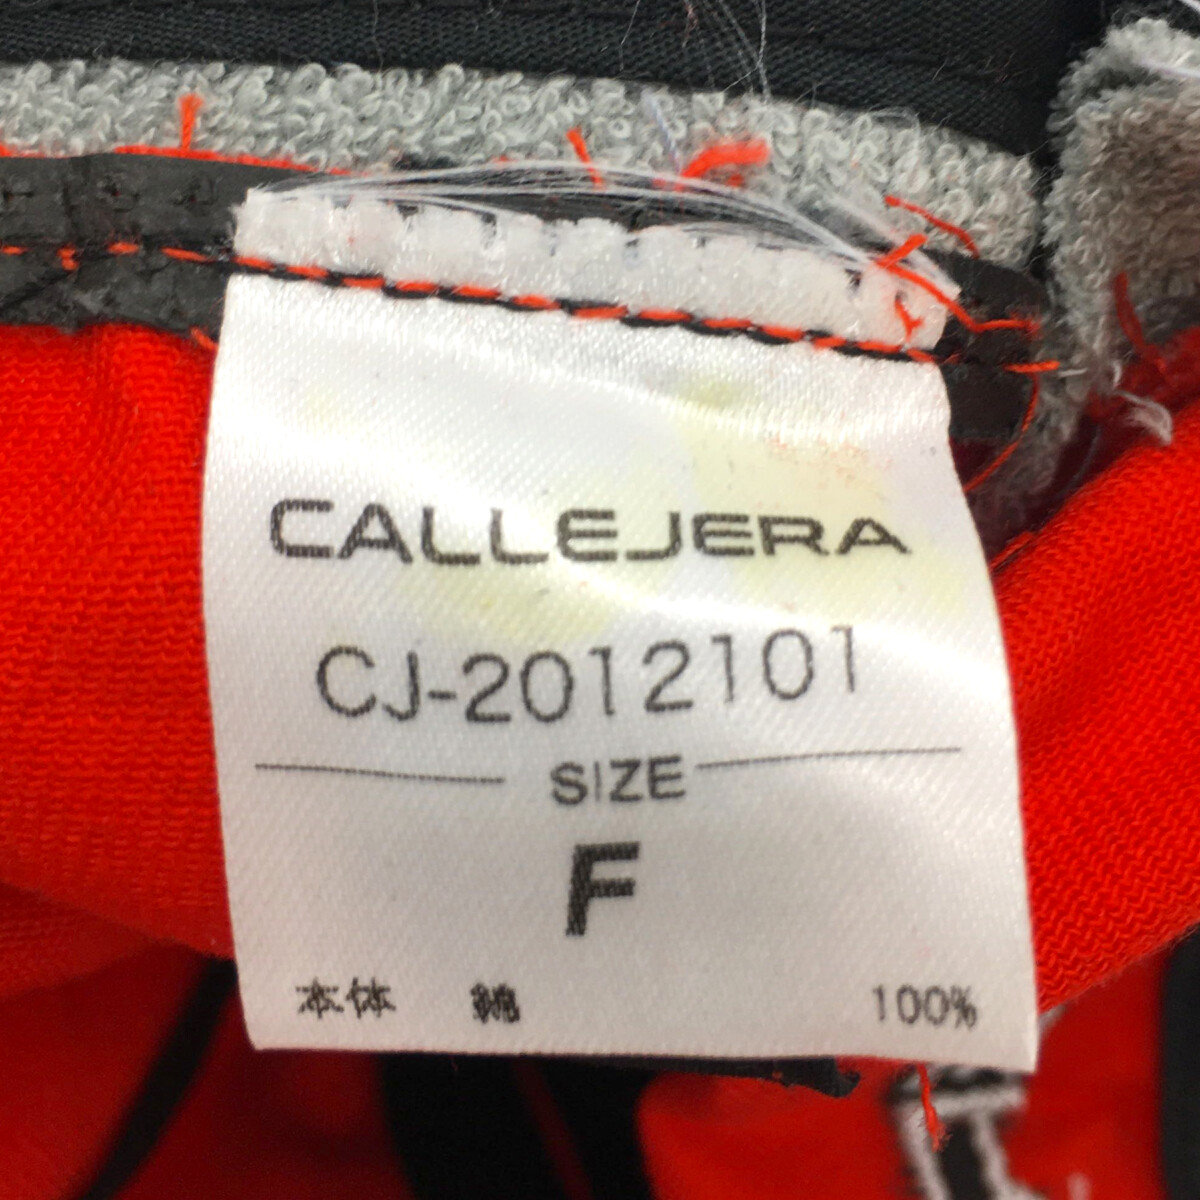 CALLEJERA
CJ-2012101
SIZE
F
本体 綿 100%